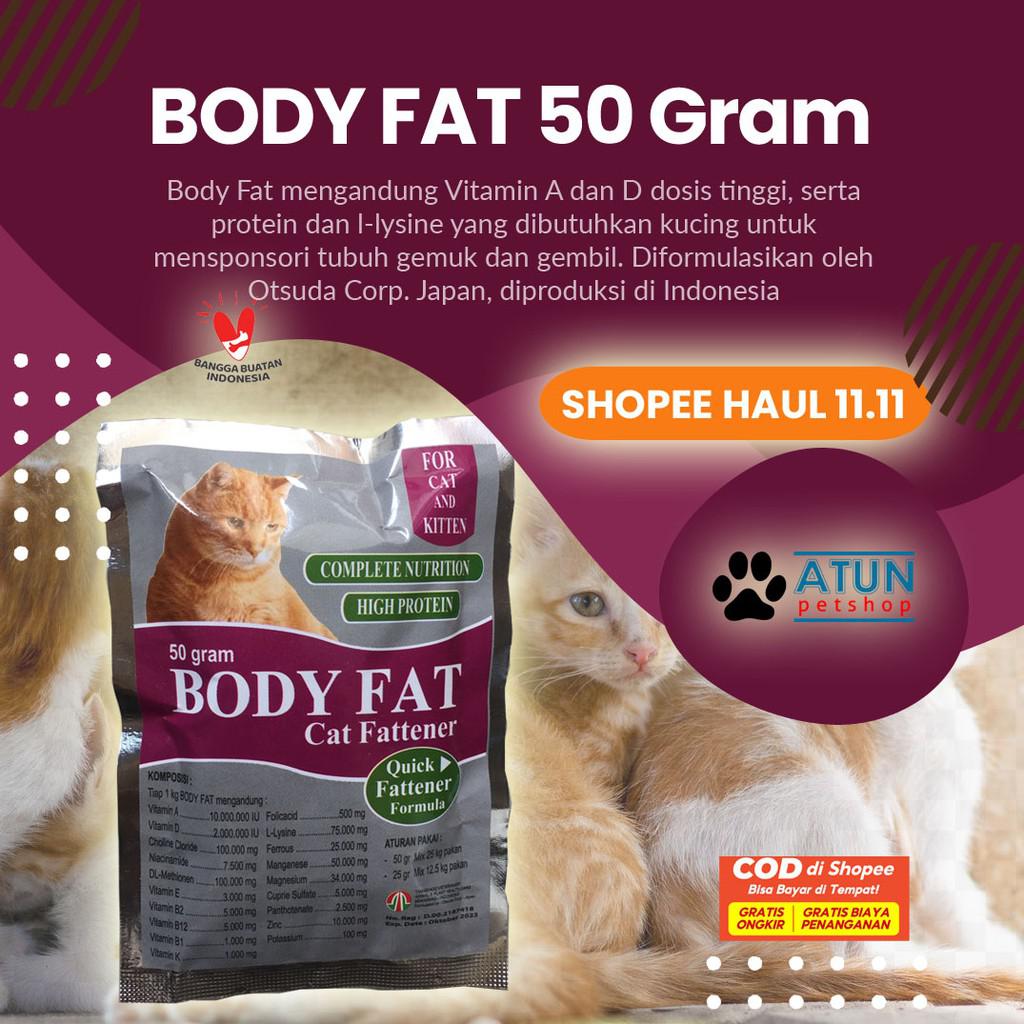 BODY FAT 50 Gram
Body Fat mengandung Vitamin A dan D dosis tinggi, serta
protein dan l-lysine yang dibutuhkan kucing untuk
mensponsori tubuh gemuk dan gembil. Diformulasikan oleh
Otsuda Corp. Japan, diproduksi di Indonesia
BANGGA BUATAN
INDONESIA
SHOPEE HAUL 11.11
FOR
CAT
AND
KITTEN
COMPLETE NUTRITION
HIGH PROTEIN
ATUN
petshop
50 gram
BODY FAT
Cat Fattener
Quick
Fattener
Formula
KOMPOSISI :
Tiap 1 kg BODY FAT mengandung :
Vitamin A 10.000.000 IU
Vitamin D 2.000.000 IU
Choline Cloride 100.000 mg
Niacinamide 7.500 mg
DL-Methionen 100.000 mg
Vitamin E 3.000 mg
Vitamin B2 5.000 mg
Vitamin B12 5.000 mg
Vitamin B1 1.000 mg
Vitamin K 1.000 mg
Folicacid 500 mg
L-Lysine 75.000 mg
Ferrous 25.000 mg
Manganese 50.000 mg
Magnesium 34.000 mg
Cuprie Sulfate 5.000 mg
Panthotenate 2.500 mg
Zinc 10.000 mg
Potassium 100 mg
ATURAN PAKAI :
- 50 gr Mix 25 kg pakan
- 25 gr Mix 12.5 kg pakan
Exp. Date : Oktober 2023
COD di Shopee
Bisa Bayar di Tempat!
GRATIS
ONGKIR
GRATIS BIAYA
PENANGANAN